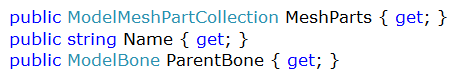 public ModelMeshPartCollection MeshParts { get; }
public string Name { get; }
public ModelBone ParentBone { get; }